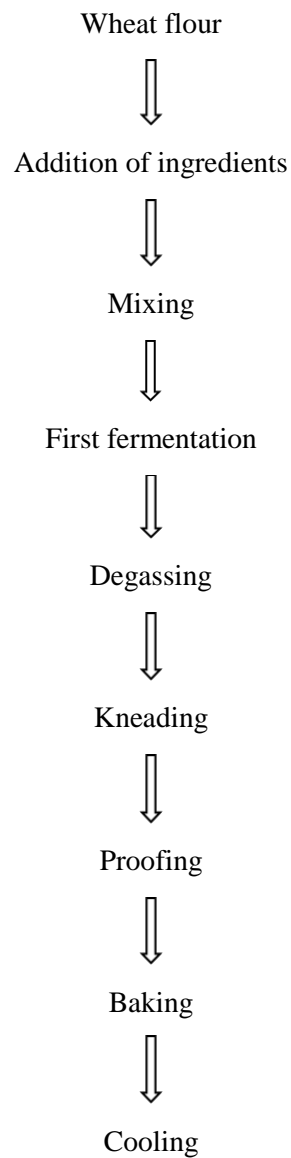 Wheat flour
Addition of ingredients
Mixing
First fermentation
Degassing
Kneading
Proofing
Baking
Cooling